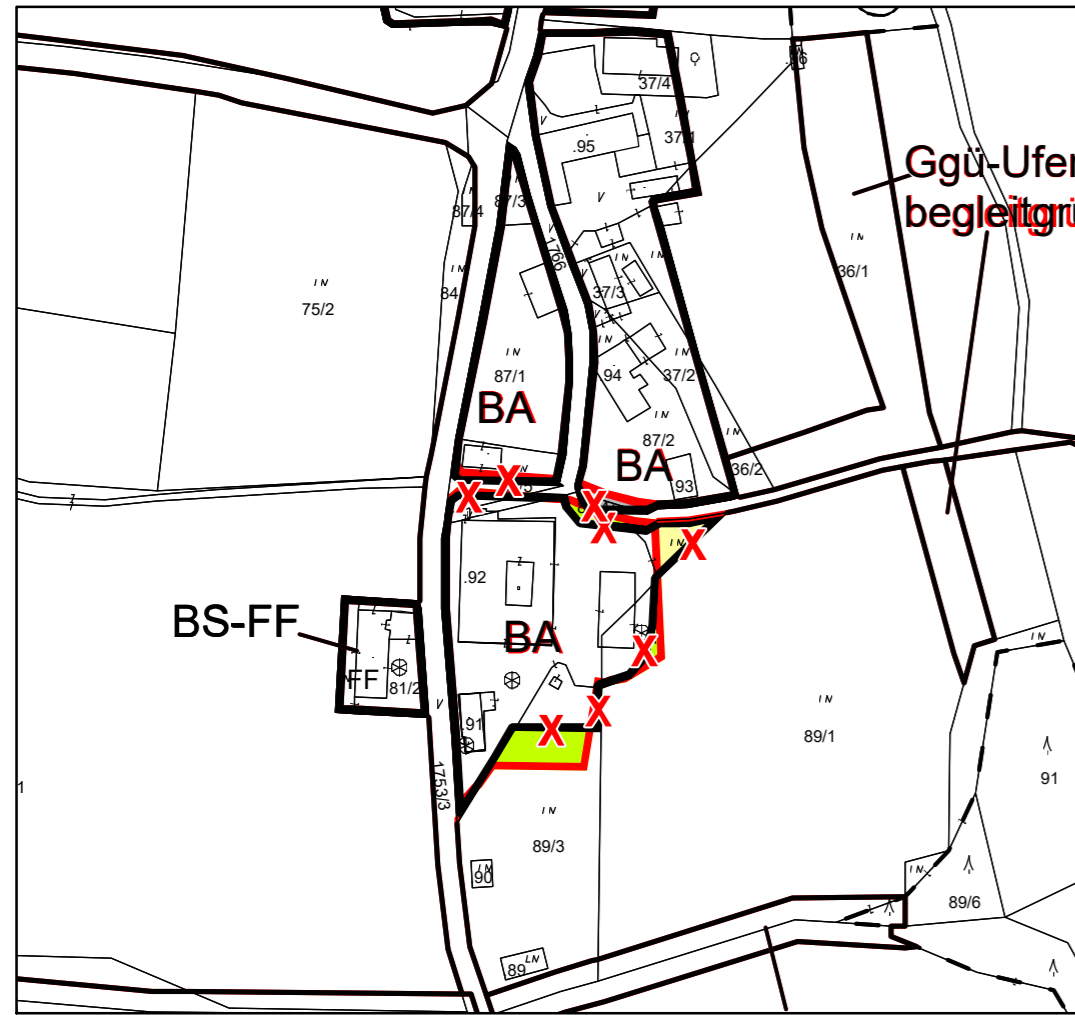 .96
37/4
37/1
.95
Ggü-Ufer
begleitgrü
87/3
87/4
1766
36/1
84
75/2
37/3
87/1
.94
37/2
BA
87/2
BA
.93
36/2
X
X
X
X
X
.92
BS-FF
BA
X
FF
81/2
X
.91
X
89/1
1753/3
91
1
89/3
.90
89/6
.89